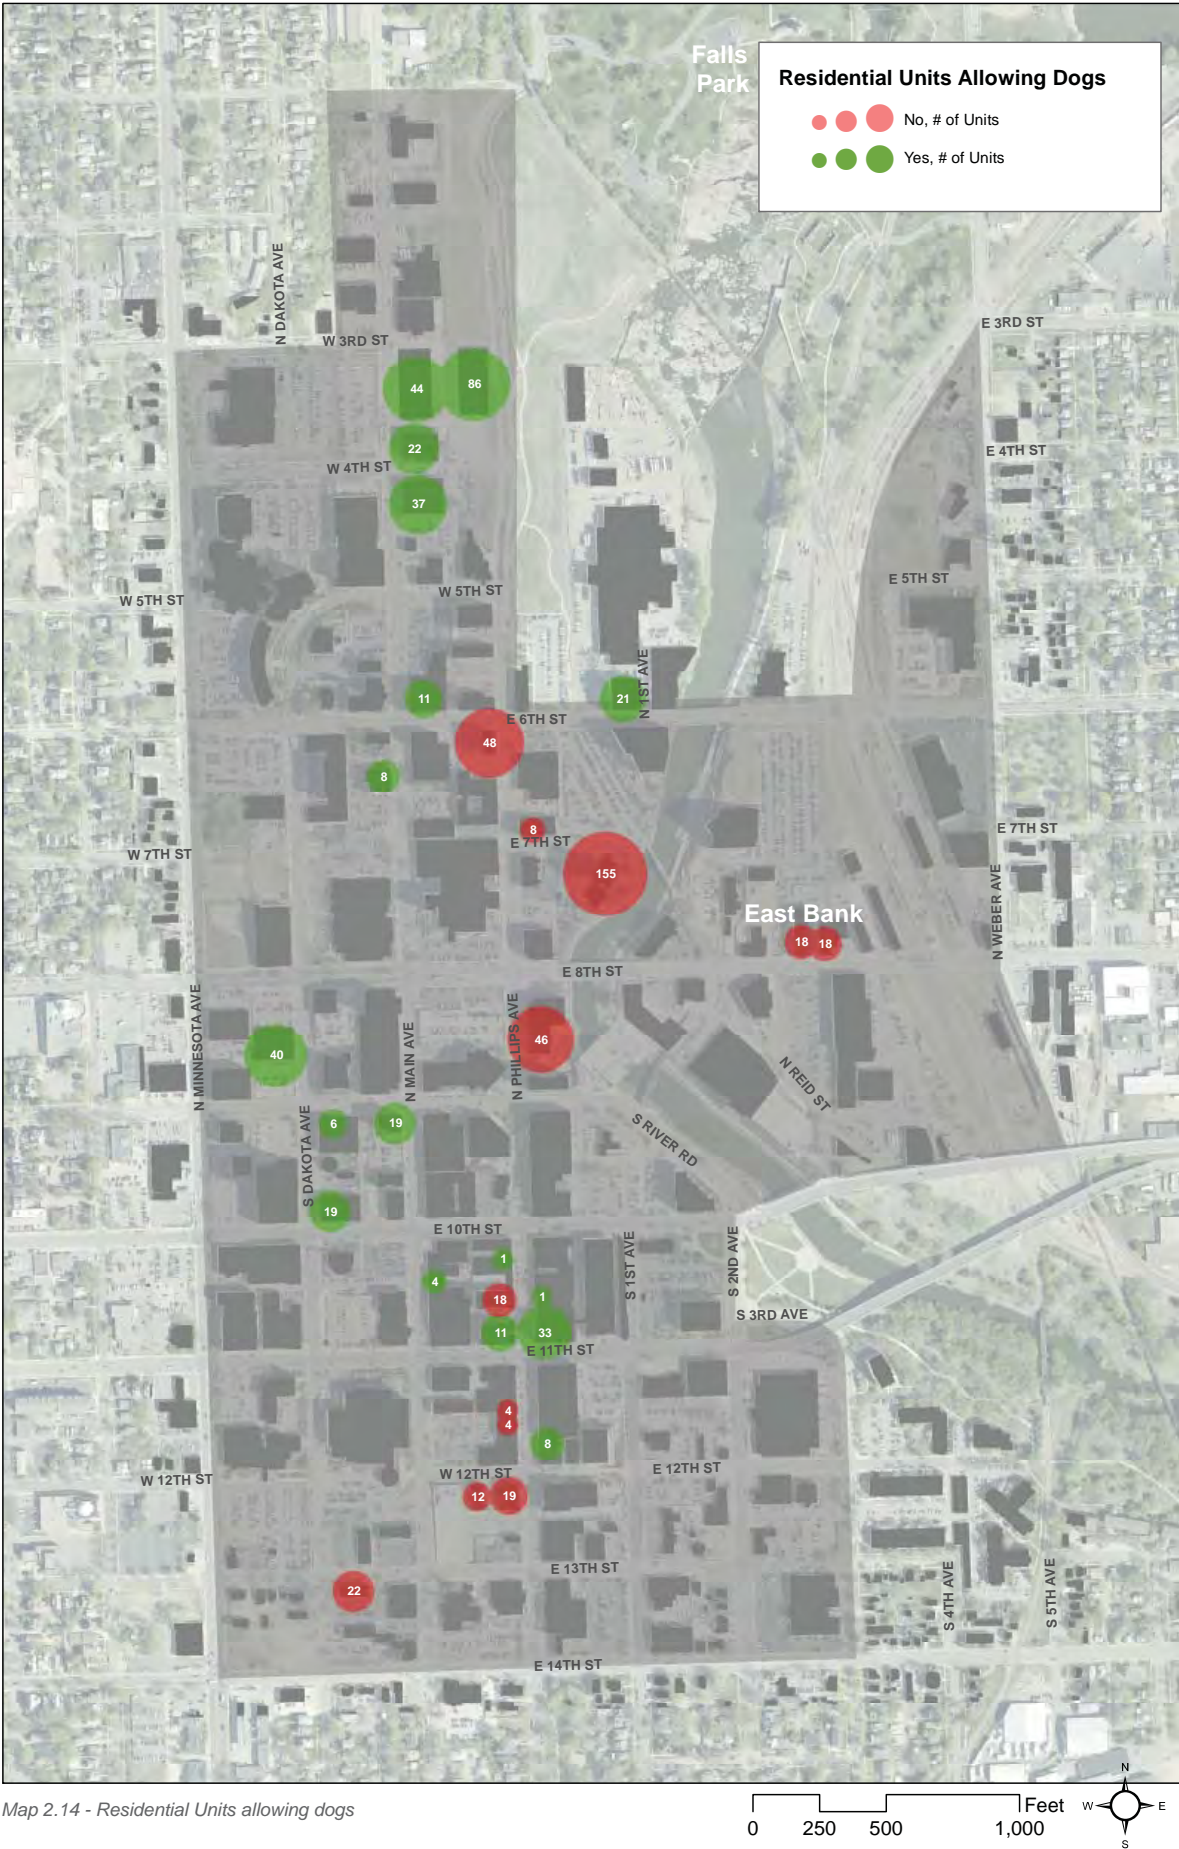 Falls
Park
Residential Units Allowing Dogs
No, # of Units
Yes, # of Units
N DAKOTA AVE
W 3RD ST
E 3RD ST
44
86
22
W 4TH ST
E 4TH ST
37
W 5TH ST
W 5TH ST
E 5TH ST
11
21
N 1ST AVE
E 6TH ST
48
8
8
E 7TH ST
W 7TH ST
E 7TH ST
155
East Bank
18
18
N WEBER AVE
E 8TH ST
N MINNESOTA AVE
N MAIN AVE
N PHILLIPS AVE
46
40
N REID ST
6
19
S RIVER RD
S DAKOTA AVE
19
E 10TH ST
1
4
18
1
11
33
E 11TH ST
S 1ST AVE
S 2ND AVE
S 3RD AVE
4
4
8
W 12TH ST
W 12TH ST
E 12TH ST
12
19
E 13TH ST
22
S 4TH AVE
S 5TH AVE
E 14TH ST
Map 2.14 - Residential Units allowing dogs
Feet
0
250
500
1,000
N
W
E
S